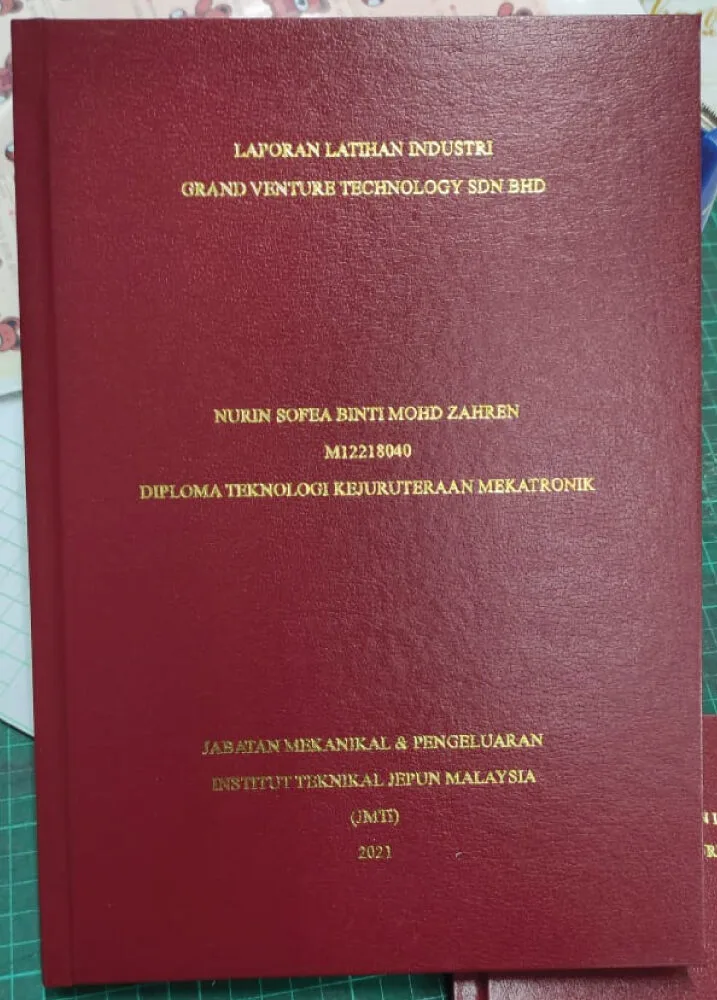 LAPORAN LATIHAN INDUSTRI
GRAND VENTURE TECHNOLOGY SDN BHD
NURIN SOFEA BINTI MOHD ZAHREN
M12218040
DIPLOMA TEKNOLOGI KEJURUTERAAN MEKATRONIK
JABATAN MEKANIKAL & PENGELUARAN
INSTITUT TEKNIKAL JEPUN MALAYSIA
(JMTi)
2021